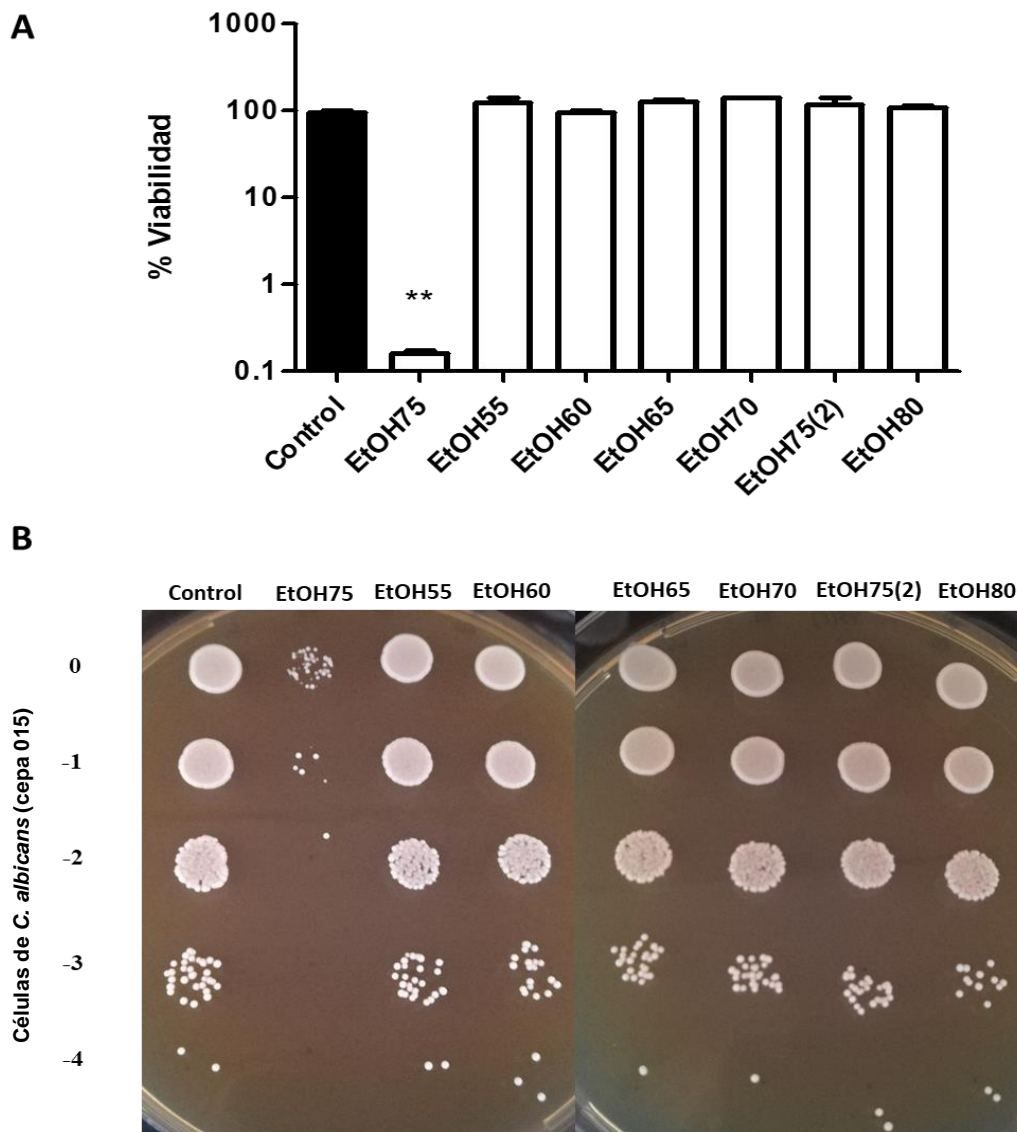 A
1000
100
10
1
0.1
% Viabilidad
**
Control
EtOH75
EtOH55
EtOH60
EtOH65
EtOH70
EtOH75(2)
EtOH80
B
Control EtOH75 EtOH55 EtOH60 EtOH65 EtOH70 EtOH75(2) EtOH80
Células de C. albicans (cepa 015)
0
-1
-2
-3
-4